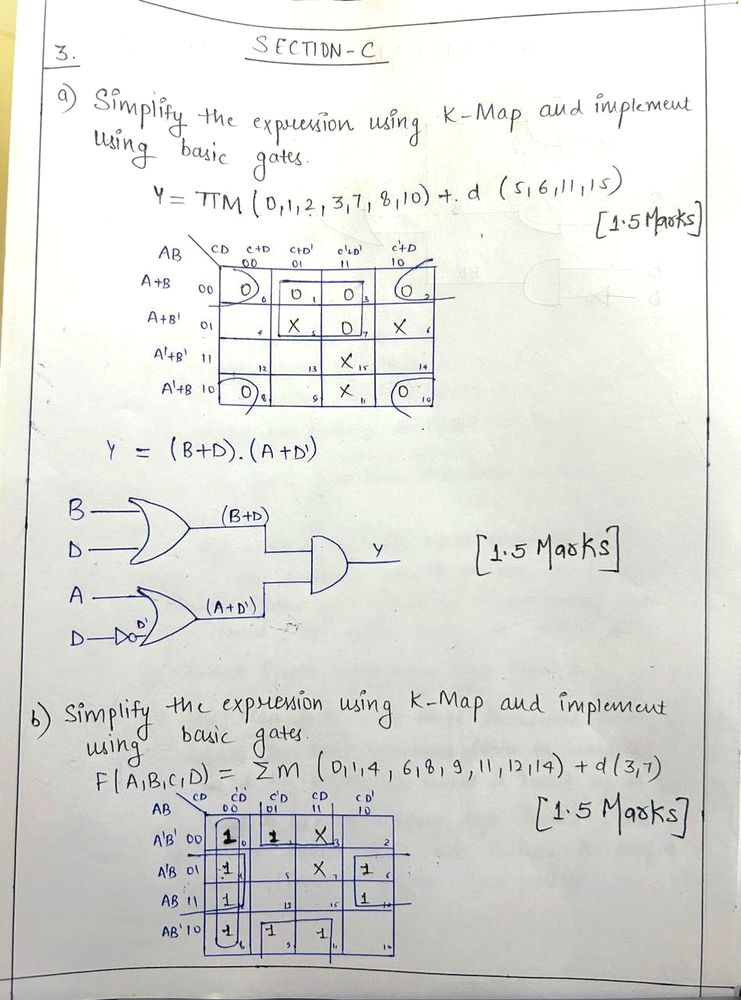 SECTION-C
3.
a) Simplify the expression using K-Map and implement
using basic gates.
Y = πM (0,1,2,3,7,8,10) + d (5,6,11,15)
[1.5 Marks]
AB CD C+D C+D' C'+D' C'+D
00 01 11 10
A+B 00 0 0 0 1 0 3 0 2
A+B' 01 4 X 5 0 7 X 6
A'+B' 11 12 13 X 15 14
A'+B 10 0 8 9 X 11 0 10
Y = (B+D).(A+D')
B
D
(B+D)
Y
[1.5 Marks]
A
D D'
(A+D')
b) Simplify the expression using K-Map and implement
using basic gates.
F(A,B,C,D) = Σm (0,1,4,6,8,9,11,12,14) + d(3,7)
[1.5 Marks]
AB CD C'D' C'D CD CD'
00 01 11 10
A'B' 00 1 0 1 1 X 3 2
A'B 01 1 4 5 X 7 1 6
AB 11 1 12 13 15 1 14
AB' 10 1 8 1 9 1 11 10